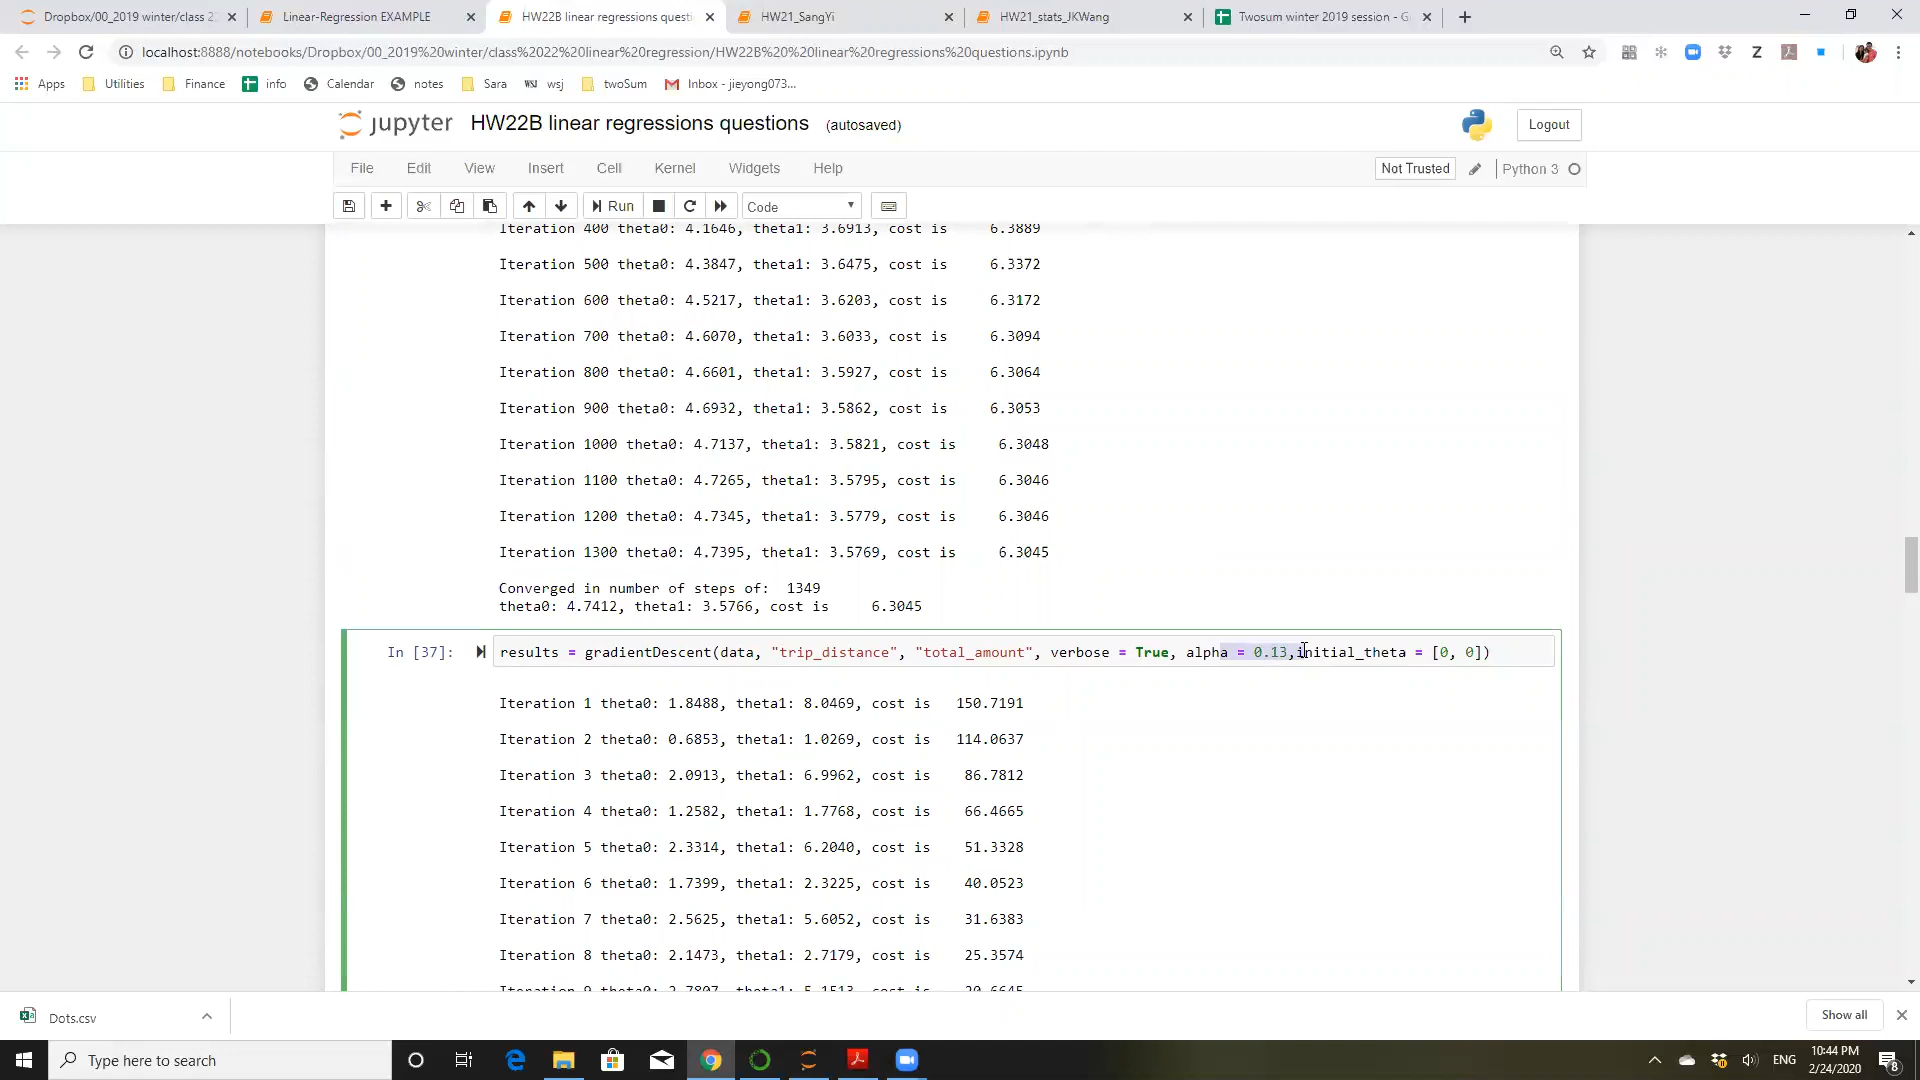 Dropbox/00_2019 winter/class 2
Linear-Regression EXAMPLE
HW22B linear regressions questi
HW21_SangYi
HW21_stats_JKWang
Twosum winter 2019 session - G
localhost:8888/notebooks/Dropbox/00_2019%20winter/class%2022%20linear%20regression/HW22B%20%20linear%20regressions%20questions.ipynb
Apps Utilities Finance info Calendar notes Sara WSJ wsj twoSum Inbox - jieyong073...
jupyter HW22B linear regressions questions (autosaved) Logout
File Edit View Insert Cell Kernel Widgets Help Not Trusted Python 3
Run Code
Iteration 400 theta0: 4.1646, theta1: 3.6913, cost is 6.3889
Iteration 500 theta0: 4.3847, theta1: 3.6475, cost is 6.3372
Iteration 600 theta0: 4.5217, theta1: 3.6203, cost is 6.3172
Iteration 700 theta0: 4.6070, theta1: 3.6033, cost is 6.3094
Iteration 800 theta0: 4.6601, theta1: 3.5927, cost is 6.3064
Iteration 900 theta0: 4.6932, theta1: 3.5862, cost is 6.3053
Iteration 1000 theta0: 4.7137, theta1: 3.5821, cost is 6.3048
Iteration 1100 theta0: 4.7265, theta1: 3.5795, cost is 6.3046
Iteration 1200 theta0: 4.7345, theta1: 3.5779, cost is 6.3046
Iteration 1300 theta0: 4.7395, theta1: 3.5769, cost is 6.3045
Converged in number of steps of: 1349
theta0: 4.7412, theta1: 3.5766, cost is 6.3045
In [37]: results = gradientDescent(data, "trip_distance", "total_amount", verbose = True, alpha = 0.13,initial_theta = [0, 0])
Iteration 1 theta0: 1.8488, theta1: 8.0469, cost is 150.7191
Iteration 2 theta0: 0.6853, theta1: 1.0269, cost is 114.0637
Iteration 3 theta0: 2.0913, theta1: 6.9962, cost is 86.7812
Iteration 4 theta0: 1.2582, theta1: 1.7768, cost is 66.4665
Iteration 5 theta0: 2.3314, theta1: 6.2040, cost is 51.3328
Iteration 6 theta0: 1.7399, theta1: 2.3225, cost is 40.0523
Iteration 7 theta0: 2.5625, theta1: 5.6052, cost is 31.6383
Iteration 8 theta0: 2.1473, theta1: 2.7179, cost is 25.3574
Iteration 9 theta0: 2.7807, theta1: 5.1513, cost is 20.6645
Dots.csv
Show all
Type here to search
ENG
10:44 PM
2/24/2020
8